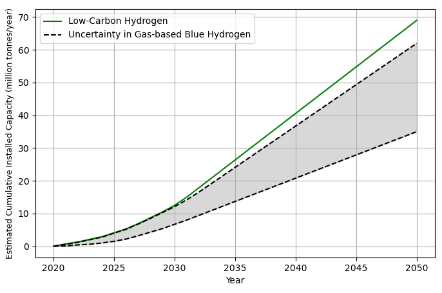 70
60
50
40
30
20
10
0
Estimated Cumulative Installed Capacity (million tonnes/year)
Low-Carbon Hydrogen
Uncertainty in Gas-based Blue Hydrogen
2020 2025 2030 2035 2040 2045 2050
Year